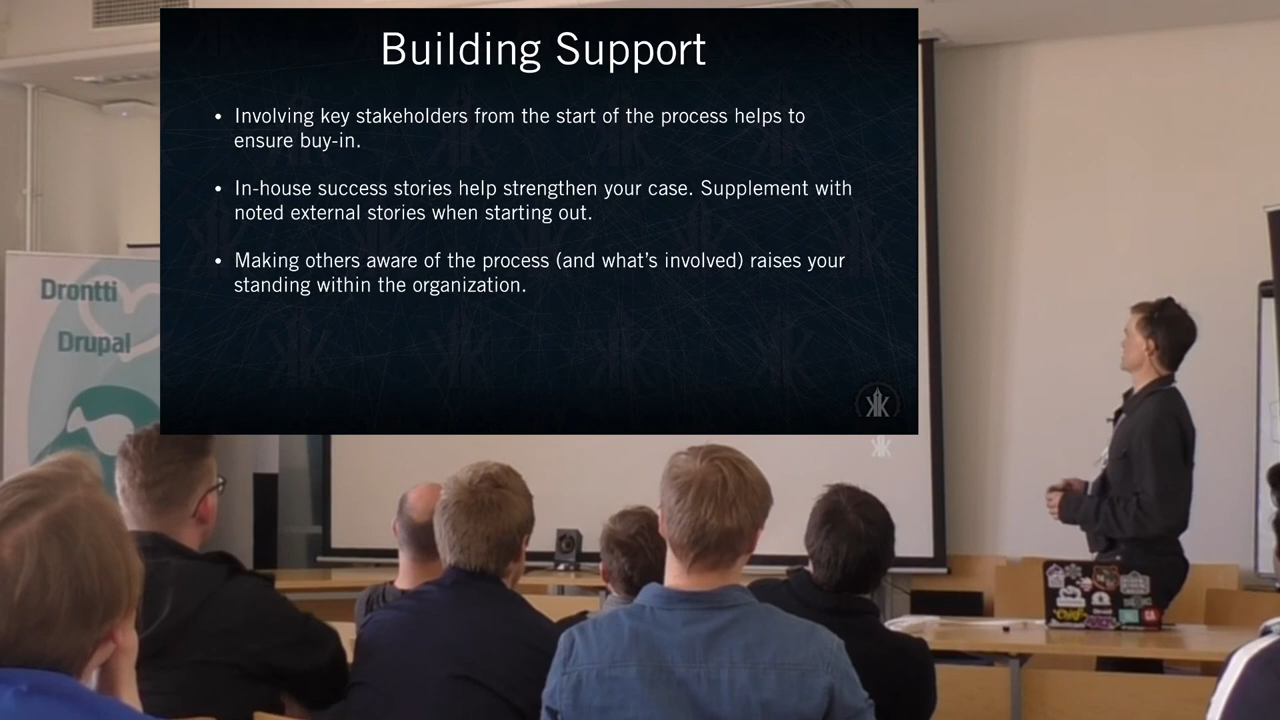 Building Support
• Involving key stakeholders from the start of the process helps to
ensure buy-in.
• In-house success stories help strengthen your case. Supplement with
noted external stories when starting out.
• Making others aware of the process (and what's involved) raises your
standing within the organization.
Drontti
Drupal